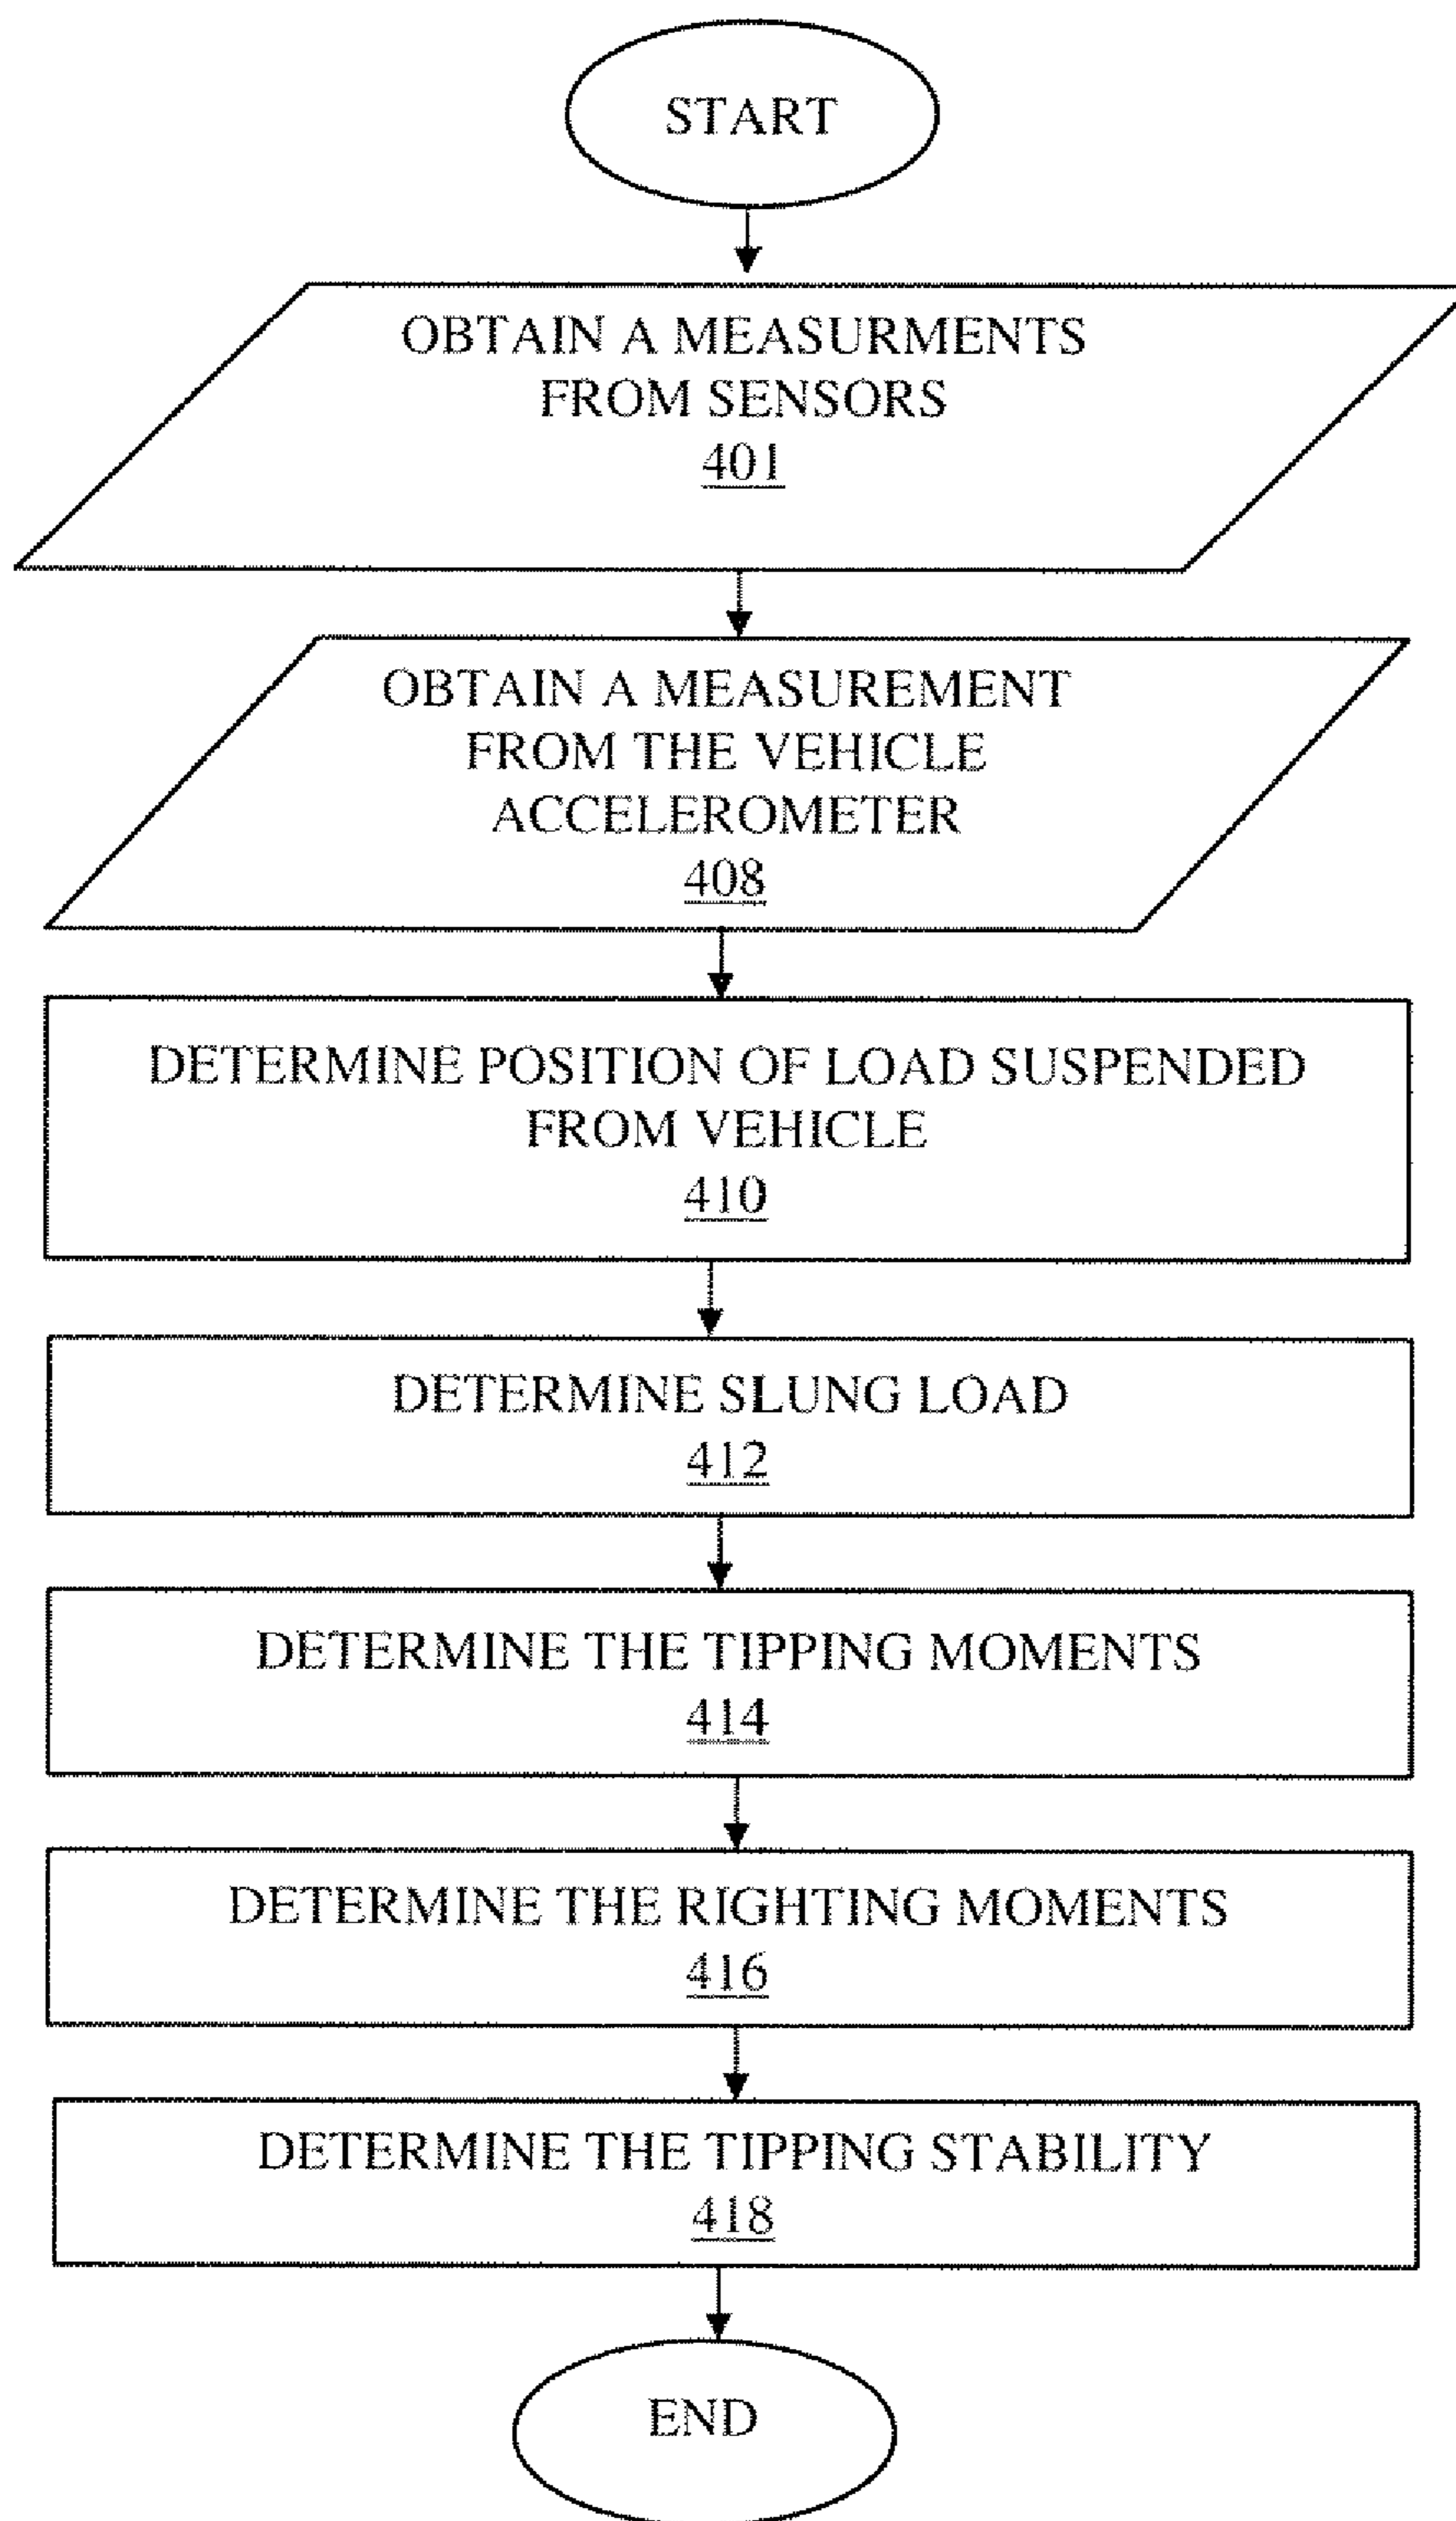 START
OBTAIN A MEASURMENTS
FROM SENSORS
401
OBTAIN A MEASUREMENT
FROM THE VEHICLE
ACCELEROMETER
408
DETERMINE POSITION OF LOAD SUSPENDED
FROM VEHICLE
410
DETERMINE SLUNG LOAD
412
DETERMINE THE TIPPING MOMENTS
414
DETERMINE THE RIGHTING MOMENTS
416
DETERMINE THE TIPPING STABILITY
418
END